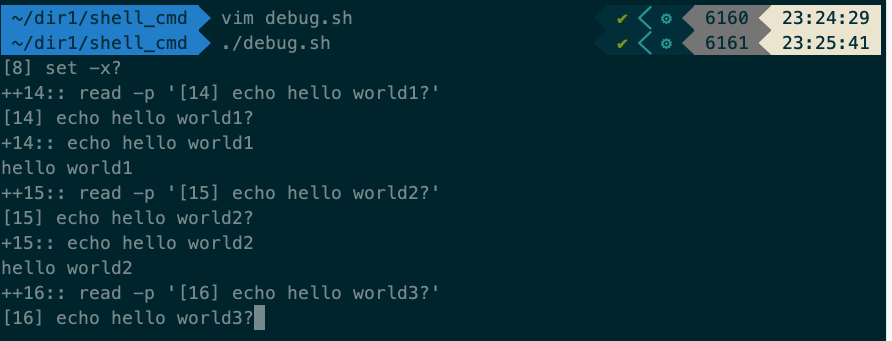 ~/dir1/shell_cmd vim debug.sh ✔ ⚙ 6160 23:24:29
~/dir1/shell_cmd ./debug.sh ✔ ⚙ 6161 23:25:41
[8] set -x?
++14:: read -p '[14] echo hello world1?'
[14] echo hello world1?
+14:: echo hello world1
hello world1
++15:: read -p '[15] echo hello world2?'
[15] echo hello world2?
+15:: echo hello world2
hello world2
++16:: read -p '[16] echo hello world3?'
[16] echo hello world3?